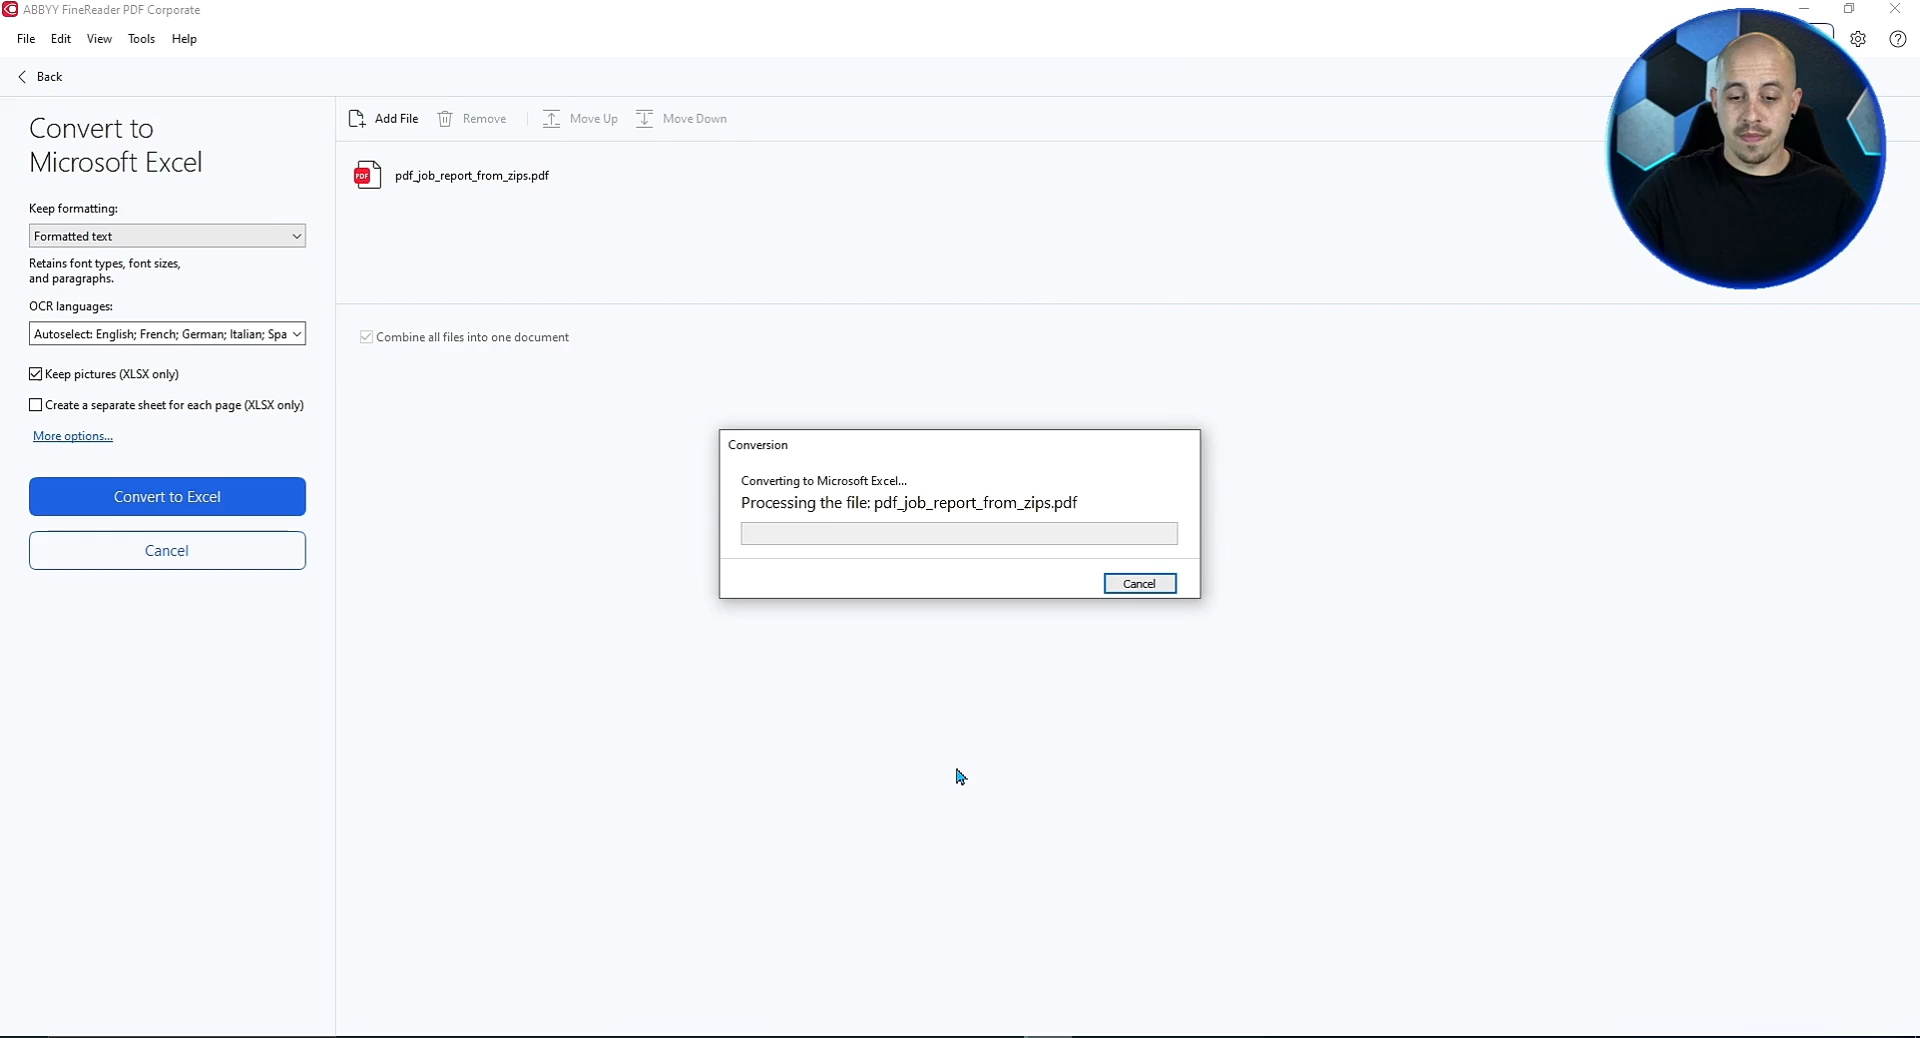 ABBYY FineReader PDF Corporate
File Edit View Tools Help
Back
Convert to
Microsoft Excel
Keep formatting:
Formatted text
Retains font types, font sizes,
and paragraphs.
OCR languages:
Autoselect: English; French; German; Italian; Spa
Keep pictures (XLSX only)
Create a separate sheet for each page (XLSX only)
More options...
Convert to Excel
Cancel
Add File Remove Move Up Move Down
PDF
pdf_job_report_from_zips.pdf
Combine all files into one document
Conversion
Converting to Microsoft Excel...
Processing the file: pdf_job_report_from_zips.pdf
Cancel